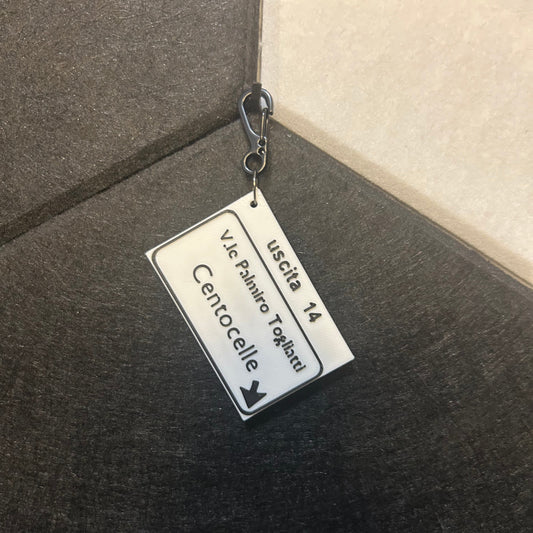 uscita 14
V.le Palmiro Togliatti
Centocelle